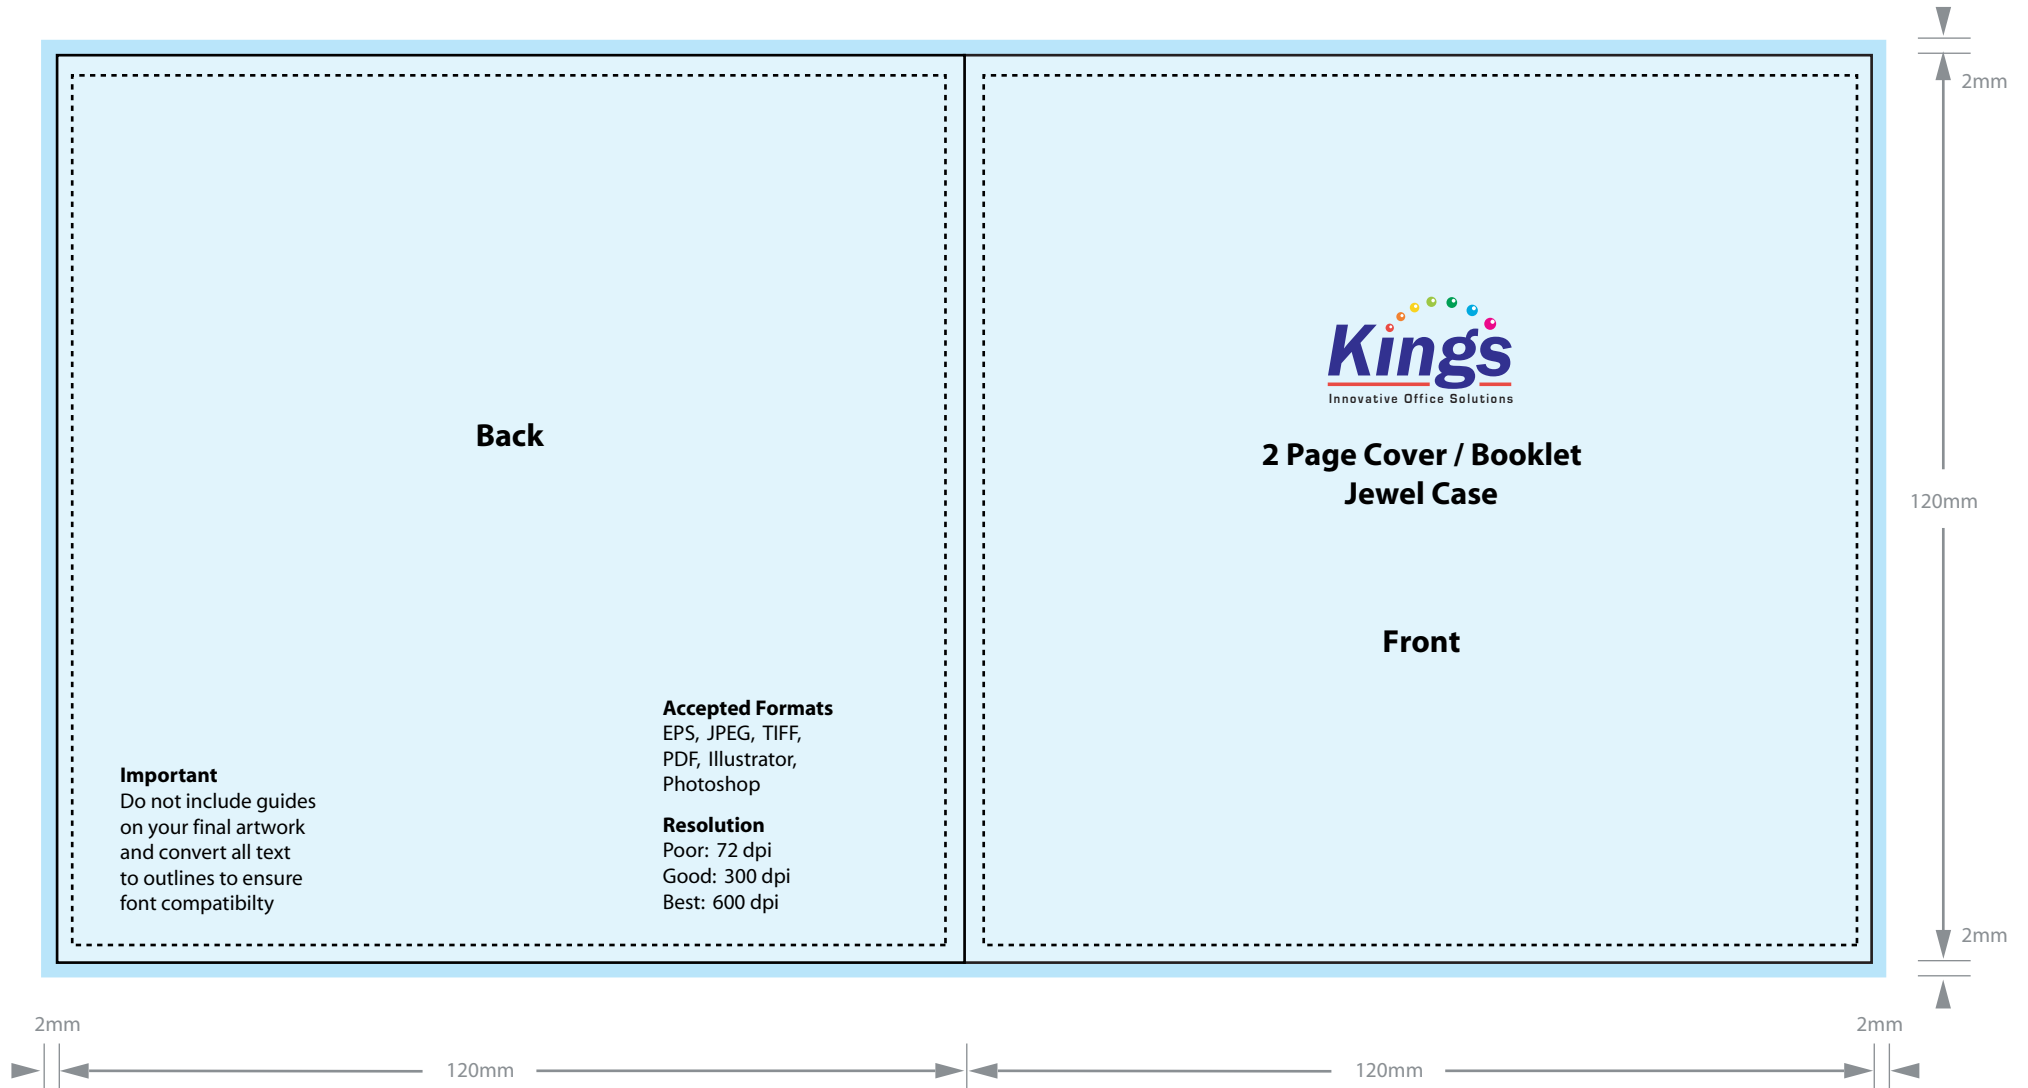 2mm
Kings
Innovative Office Solutions
Back
2 Page Cover / Booklet
Jewel Case
120mm
Front
Accepted Formats
EPS, JPEG, TIFF,
PDF, Illustrator,
Photoshop
Important
Do not include guides
on your final artwork
and convert all text
to outlines to ensure
font compatibilty
Resolution
Poor: 72 dpi
Good: 300 dpi
Best: 600 dpi
2mm
2mm
2mm
120mm
120mm